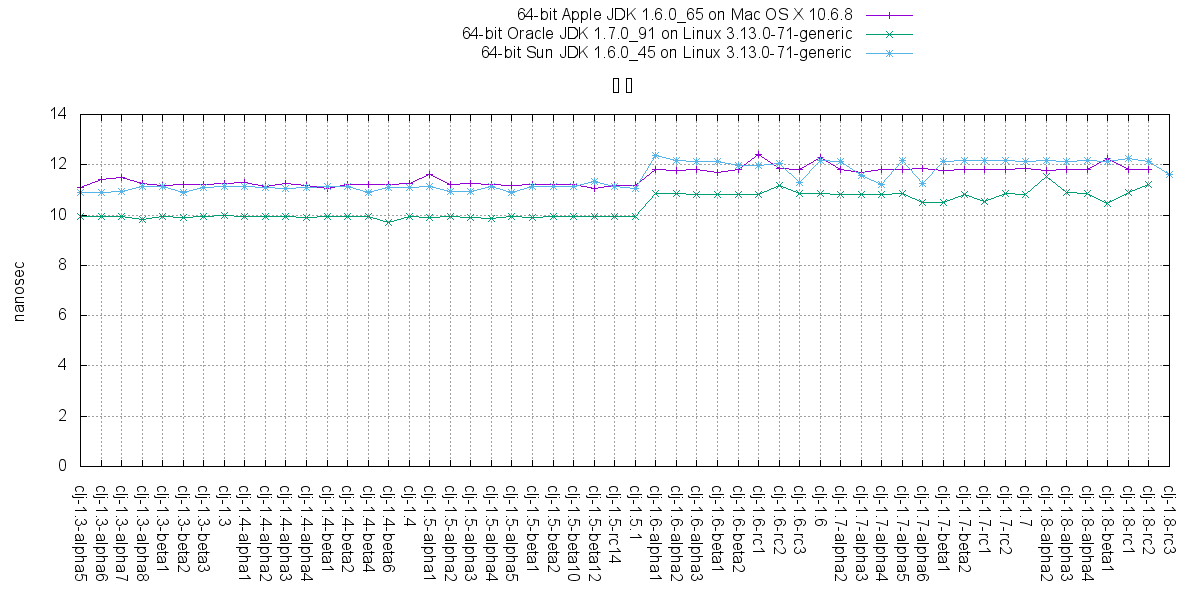 64-bit Apple JDK 1.6.0_65 on Mac OS X 10.6.8
64-bit Oracle JDK 1.7.0_91 on Linux 3.13.0-71-generic
64-bit Sun JDK 1.6.0_45 on Linux 3.13.0-71-generic
14
12
10
8
6
4
2
0
nanosec
clj-1.3-alpha5
clj-1.3-alpha6
clj-1.3-alpha7
clj-1.3-alpha8
clj-1.3-beta1
clj-1.3-beta2
clj-1.3-beta3
clj-1.3
clj-1.4-alpha1
clj-1.4-alpha2
clj-1.4-alpha3
clj-1.4-alpha4
clj-1.4-beta1
clj-1.4-beta2
clj-1.4-beta4
clj-1.4-beta6
clj-1.4
clj-1.5-alpha1
clj-1.5-alpha2
clj-1.5-alpha3
clj-1.5-alpha4
clj-1.5-alpha5
clj-1.5-beta1
clj-1.5-beta2
clj-1.5-beta10
clj-1.5-beta12
clj-1.5-rc14
clj-1.5.1
clj-1.6-alpha1
clj-1.6-alpha2
clj-1.6-alpha3
clj-1.6-beta1
clj-1.6-beta2
clj-1.6-rc1
clj-1.6-rc2
clj-1.6-rc3
clj-1.6
clj-1.7-alpha2
clj-1.7-alpha3
clj-1.7-alpha4
clj-1.7-alpha5
clj-1.7-alpha6
clj-1.7-beta1
clj-1.7-beta2
clj-1.7-rc1
clj-1.7-rc2
clj-1.7
clj-1.8-alpha2
clj-1.8-alpha3
clj-1.8-alpha4
clj-1.8-beta1
clj-1.8-rc1
clj-1.8-rc2
clj-1.8-rc3